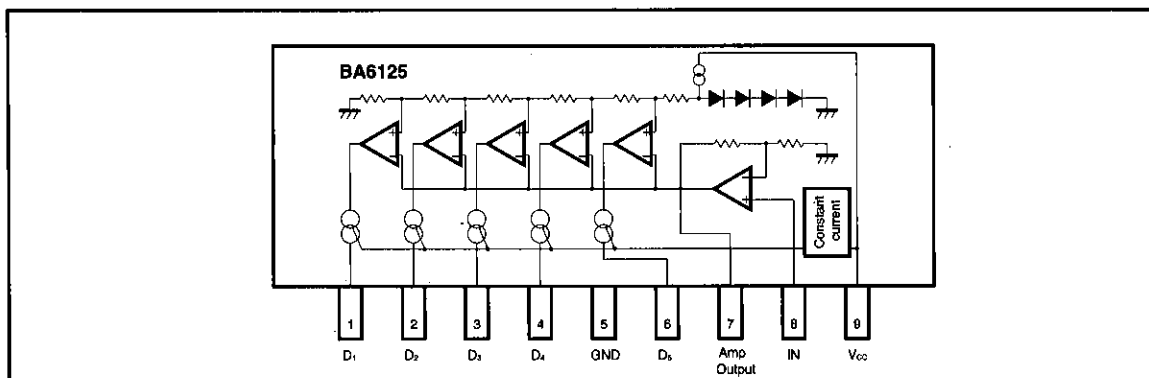 BA6125
Constant
current
1 2 3 4 5 6 7 8 9
D1 D2 D3 D4 GND D5 Amp Output IN Vcc